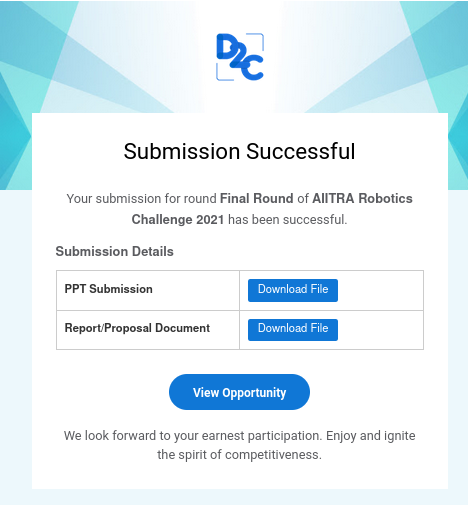 D2C
Submission Successful
Your submission for round Final Round of AIITRA Robotics
Challenge 2021 has been successful.
Submission Details
PPT Submission Download File
Report/Proposal Document Download File
View Opportunity
We look forward to your earnest participation. Enjoy and ignite
the spirit of competitiveness.